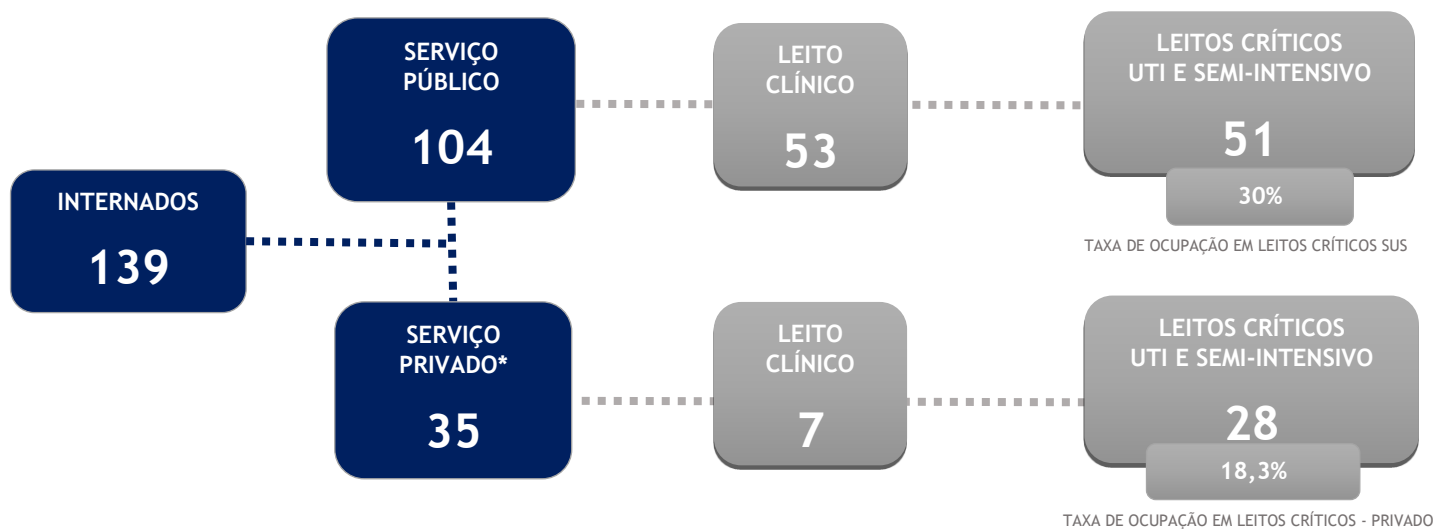 INTERNADOS
139
SERVIÇO
PÚBLICO
104
LEITO
CLÍNICO
53
LEITOS CRÍTICOS
UTI E SEMI-INTENSIVO
51
30%
TAXA DE OCUPAÇÃO EM LEITOS CRÍTICOS SUS
SERVIÇO
PRIVADO*
35
LEITO
CLÍNICO
7
LEITOS CRÍTICOS
UTI E SEMI-INTENSIVO
28
18,3%
TAXA DE OCUPAÇÃO EM LEITOS CRÍTICOS - PRIVADO